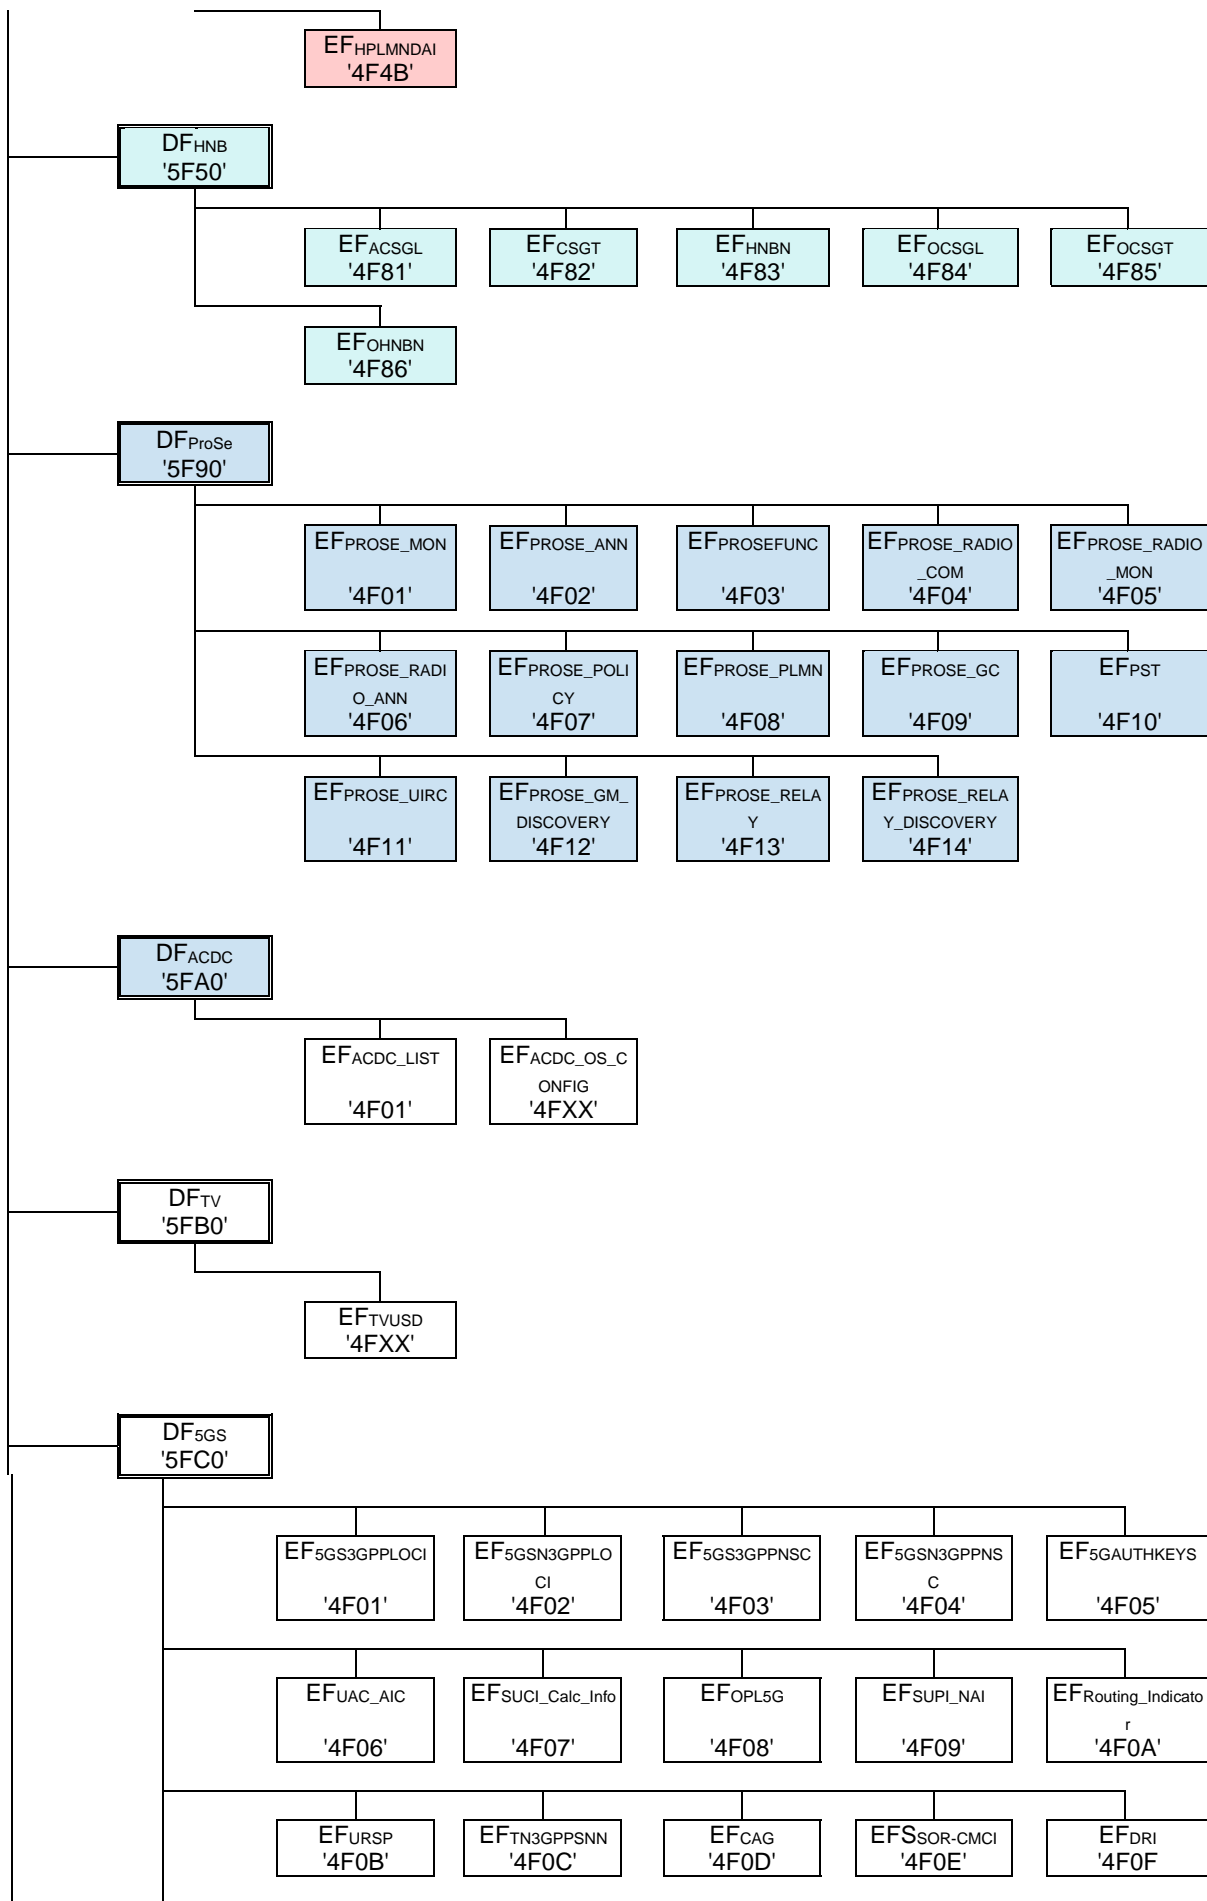 EFHPLMNDAI
'4F4B'
DFHNB
'5F50'
EFACSGL
'4F81'
EFCSGT
'4F82'
EFHNBN
'4F83'
EFOCSGL
'4F84'
EFOCSGT
'4F85'
EFOHNBN
'4F86'
DFProSe
'5F90'
EFPROSE_MON
'4F01'
EFPROSE_ANN
'4F02'
EFPROSEFUNC
'4F03'
EFPROSE_RADIO
_COM
'4F04'
EFPROSE_RADIO
_MON
'4F05'
EFPROSE_RADI
O_ANN
'4F06'
EFPROSE_POLI
CY
'4F07'
EFPROSE_PLMN
'4F08'
EFPROSE_GC
'4F09'
EFPST
'4F10'
EFPROSE_UIRC
'4F11'
EFPROSE_GM_
DISCOVERY
'4F12'
EFPROSE_RELA
Y
'4F13'
EFPROSE_RELA
Y_DISCOVERY
'4F14'
DFACDC
'5FA0'
EFACDC_LIST
'4F01'
EFACDC_OS_C
ONFIG
'4FXX'
DFTV
'5FB0'
EFTVUSD
'4FXX'
DF5GS
'5FC0'
EF5GS3GPPLOCI
'4F01'
EF5GSN3GPPLO
CI
'4F02'
EF5GS3GPPNSC
'4F03'
EF5GSN3GPPNS
C
'4F04'
EF5GAUTHKEYS
'4F05'
EFUAC_AIC
'4F06'
EFSUCI_Calc_Info
'4F07'
EFOPL5G
'4F08'
EFSUPI_NAI
'4F09'
EFRouting_Indicato
r
'4F0A'
EFURSP
'4F0B'
EFTN3GPPSNN
'4F0C'
EFCAG
'4F0D'
EFSSOR-CMCI
'4F0E'
EFDRI
'4F0F